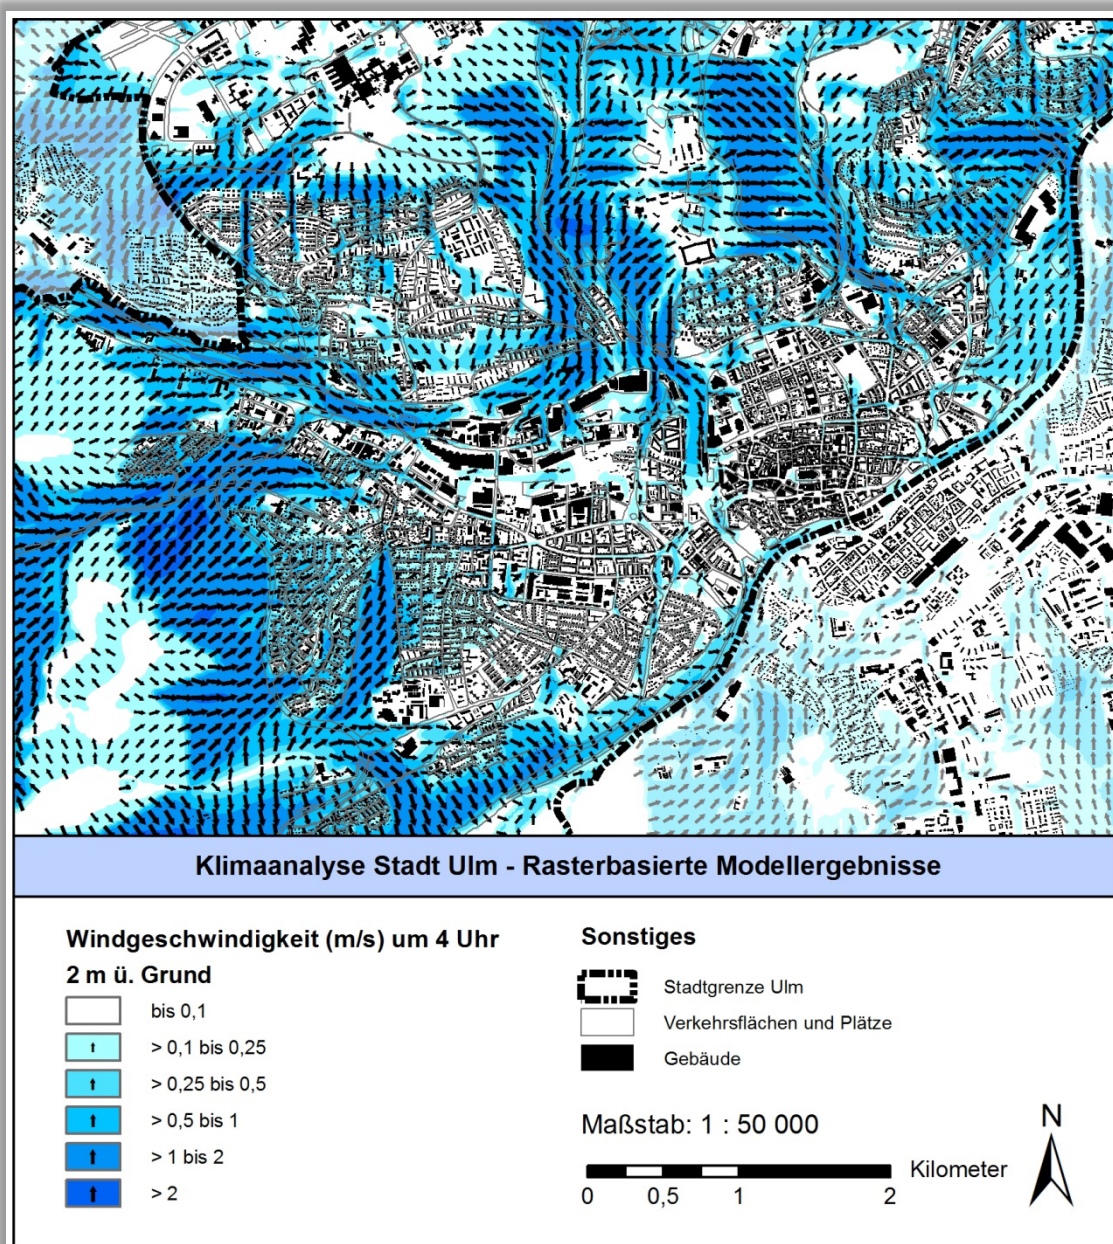 Klimaanalyse Stadt Ulm - Rasterbasierte Modellergebnisse
Windgeschwindigkeit (m/s) um 4 Uhr
2 m ü. Grund
bis 0,1
> 0,1 bis 0,25
> 0,25 bis 0,5
> 0,5 bis 1
> 1 bis 2
> 2
Sonstiges
Stadtgrenze Ulm
Verkehrsflächen und Plätze
Gebäude
Maßstab: 1 : 50 000
Kilometer
0 0,5 1 2
N